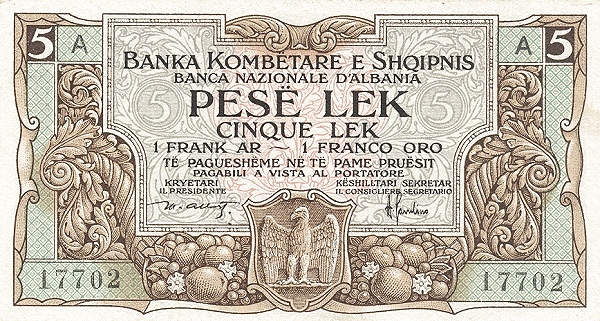 5 A A 5
BANKA KOMBËTARE E SHQIPNIS
BANCA NAZIONALE D'ALBANIA
PESË LEK
CINQUE LEK
1 FRANK AR — 1 FRANCO ORO
TË PAGUESHËME NË TË PAME PRUËSIT
PAGABILI A VISTA AL PORTATORE
KRYETARI KËSHILLTARI SEKRETAR
IL PRESIDENTE IL CONSIGLIERE SEGRETARIO
17702 17702